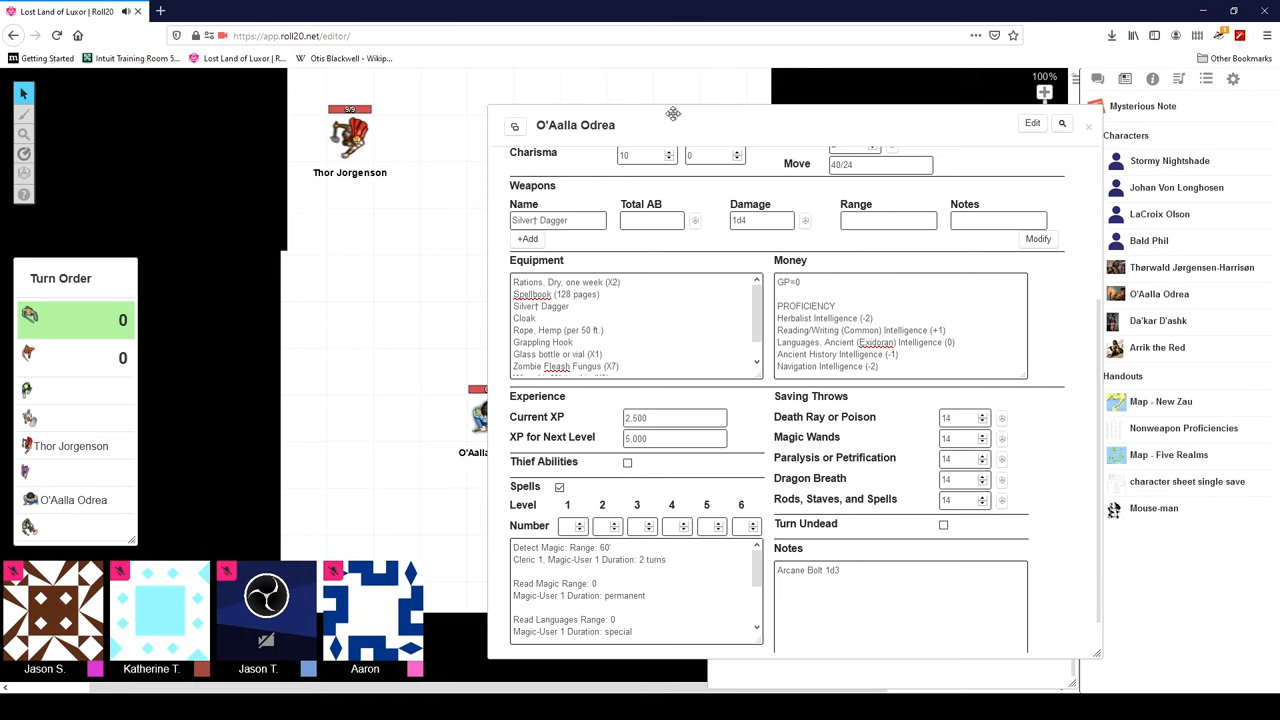 Lost Land of Luxor | Roll20
https://app.roll20.net/editor/
Getting Started
Intuit Training Room 5...
Lost Land of Luxor | R...
Otis Blackwell - Wikip...
Other Bookmarks
100%
9/9
Thor Jorgenson
O'Aalla Odrea
Edit
Charisma
10
0
Move
40/24
Weapons
Name
Total AB
Damage
Range
Notes
Silver† Dagger
1d4
+Add
Modify
Equipment
Money
Rations, Dry, one week (X2)
Spellbook (128 pages)
Silver† Dagger
Cloak
Rope, Hemp (per 50 ft.)
Grappling Hook
Glass bottle or vial (X1)
Zombie Fleash Fungus (X7)
GP=0
PROFICIENCY
Herbalist Intelligence (-2)
Reading/Writing (Common) Intelligence (+1)
Languages, Ancient (Exidoran) Intelligence (0)
Ancient History Intelligence (-1)
Navigation Intelligence (-2)
Experience
Current XP
2,500
XP for Next Level
5,000
Thief Abilities
Spells
Level 1 2 3 4 5 6
Number
Detect Magic: Range: 60'
Cleric 1, Magic-User 1 Duration: 2 turns
Read Magic Range: 0
Magic-User 1 Duration: permanent
Read Languages Range: 0
Magic-User 1 Duration: special
Saving Throws
Death Ray or Poison 14
Magic Wands 14
Paralysis or Petrification 14
Dragon Breath 14
Rods, Staves, and Spells 14
Turn Undead
Notes
Arcane Bolt 1d3
Turn Order
0
0
Thor Jorgenson
O'Aalla Odrea
O'Aalla
Jason S.
Katherine T.
Jason T.
Aaron
Mysterious Note
Characters
Stormy Nightshade
Johan Von Longhosen
LaCroix Olson
Bald Phil
Thørwald Jørgensen-Harrisøn
O'Aalla Odrea
Da'kar D'ashk
Arrik the Red
Handouts
Map - New Zau
Nonweapon Proficiencies
Map - Five Realms
character sheet single save
Mouse-man